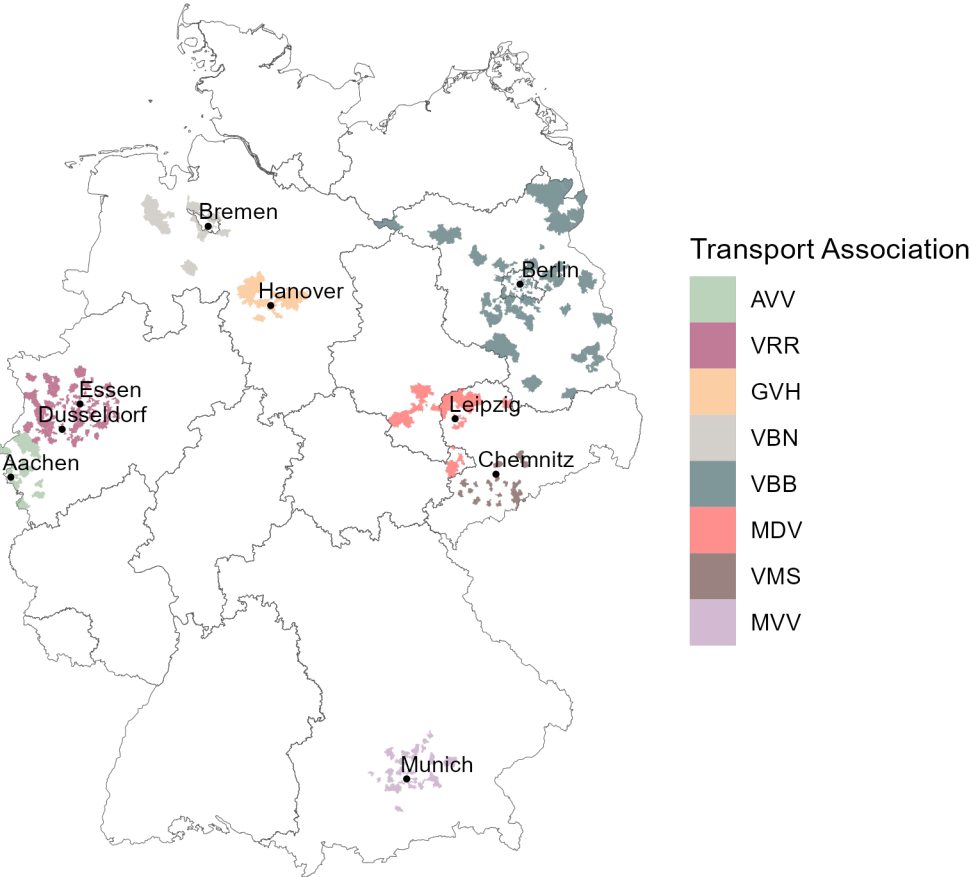 Bremen
Transport Association
Berlin
Hanover
AVV
VRR
GVH
Essen
Dusseldorf
Leipzig
VBN
Aachen
Chemnitz
VBB
MDV
VMS
MVV
Munich